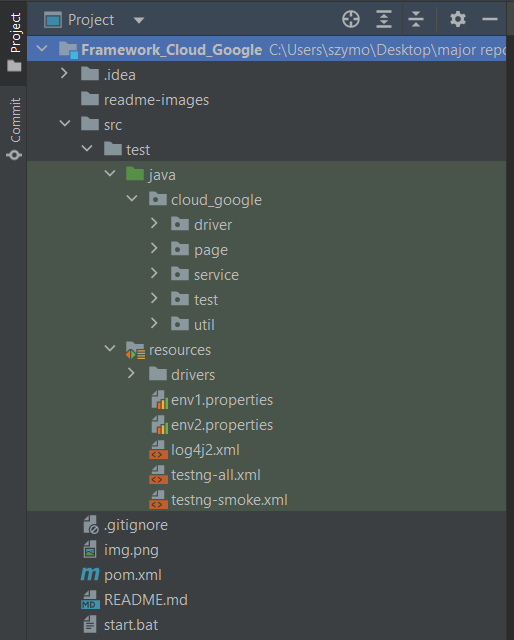 Project
Commit
Project
Framework_Cloud_Google C:\Users\szymo\Desktop\major repo
.idea
readme-images
src
test
java
cloud_google
driver
page
service
test
util
resources
drivers
env1.properties
env2.properties
log4j2.xml
testng-all.xml
testng-smoke.xml
.gitignore
img.png
pom.xml
README.md
start.bat